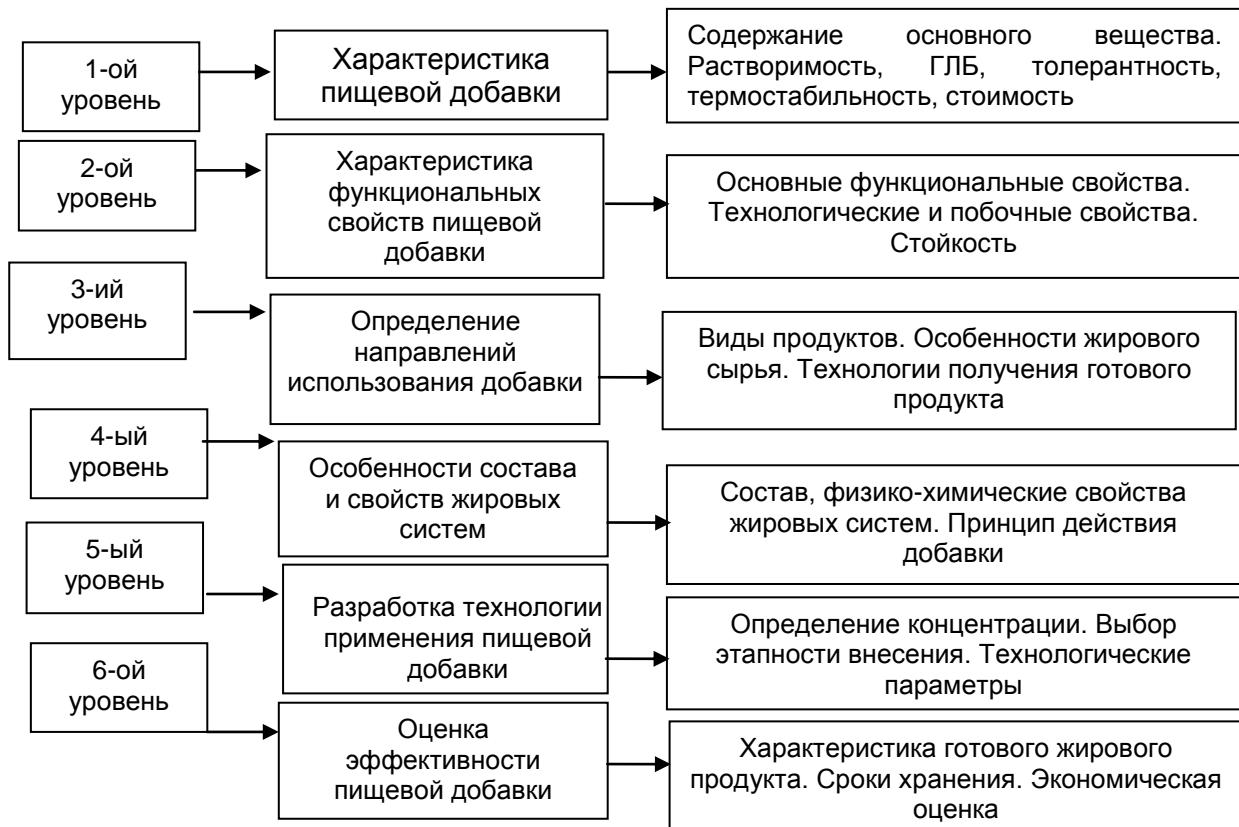 1-ой
уровень
Характеристика
пищевой добавки
Содержание основного вещества.
Растворимость, ГЛБ, толерантность,
термостабильность, стоимость
2-ой
уровень
Характеристика
функциональных
свойств пищевой
добавки
Основные функциональные свойства.
Технологические и побочные свойства.
Стойкость
3-ий
уровень
Определение
направлений
использования добавки
Виды продуктов. Особенности жирового
сырья. Технологии получения готового
продукта
4-ый
уровень
Особенности состава
и свойств жировых
систем
Состав, физико-химические свойства
жировых систем. Принцип действия
добавки
5-ый
уровень
Разработка технологии
применения пищевой
добавки
Определение концентрации. Выбор
этапности внесения. Технологические
параметры
6-ой
уровень
Оценка
эффективности
пищевой добавки
Характеристика готового жирового
продукта. Сроки хранения. Экономическая
оценка